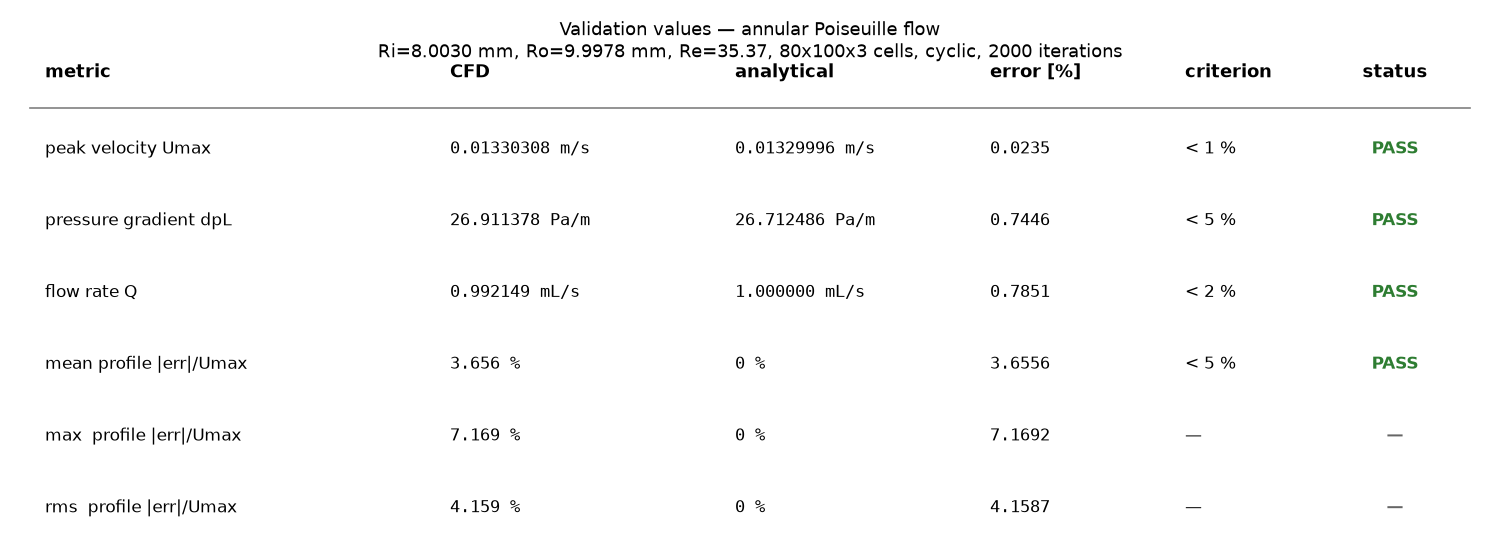 Validation values — annular Poiseuille flow
Ri=8.0030 mm, Ro=9.9978 mm, Re=35.37, 80x100x3 cells, cyclic, 2000 iterations
metric CFD analytical error [%] criterion status
peak velocity Umax 0.01330308 m/s 0.01329996 m/s 0.0235 < 1 % PASS
pressure gradient dpL 26.911378 Pa/m 26.712486 Pa/m 0.7446 < 5 % PASS
flow rate Q 0.992149 mL/s 1.000000 mL/s 0.7851 < 2 % PASS
mean profile |err|/Umax 3.656 % 0 % 3.6556 < 5 % PASS
max  profile |err|/Umax 7.169 % 0 % 7.1692 — —
rms  profile |err|/Umax 4.159 % 0 % 4.1587 — —